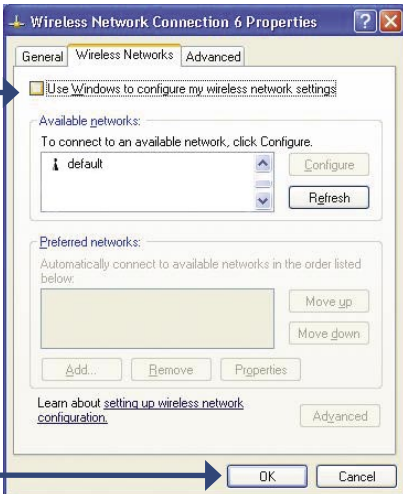 Wireless Network Connection 6 Properties
General Wireless Networks Advanced
Use Windows to configure my wireless network settings
Available networks:
To connect to an available network, click Configure.
default
Configure
Refresh
Preferred networks:
Automatically connect to available networks in the order listed
below:
Move up
Move down
Add... Remove Properties
Learn about setting up wireless network
configuration.
Advanced
OK Cancel